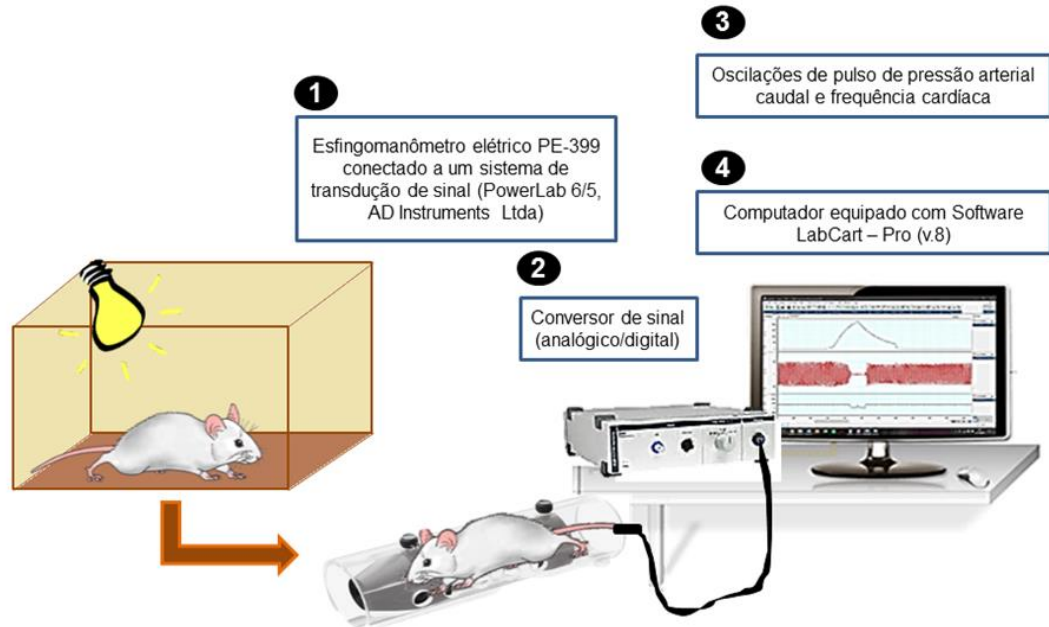 1
Esfingomanômetro elétrico PE-399
conectado a um sistema de
transdução de sinal (PowerLab 6/5,
AD Instruments Ltda)
2
Conversor de sinal
(analógico/digital)
3
Oscilações de pulso de pressão arterial
caudal e frequência cardíaca
4
Computador equipado com Software
LabCart – Pro (v.8)